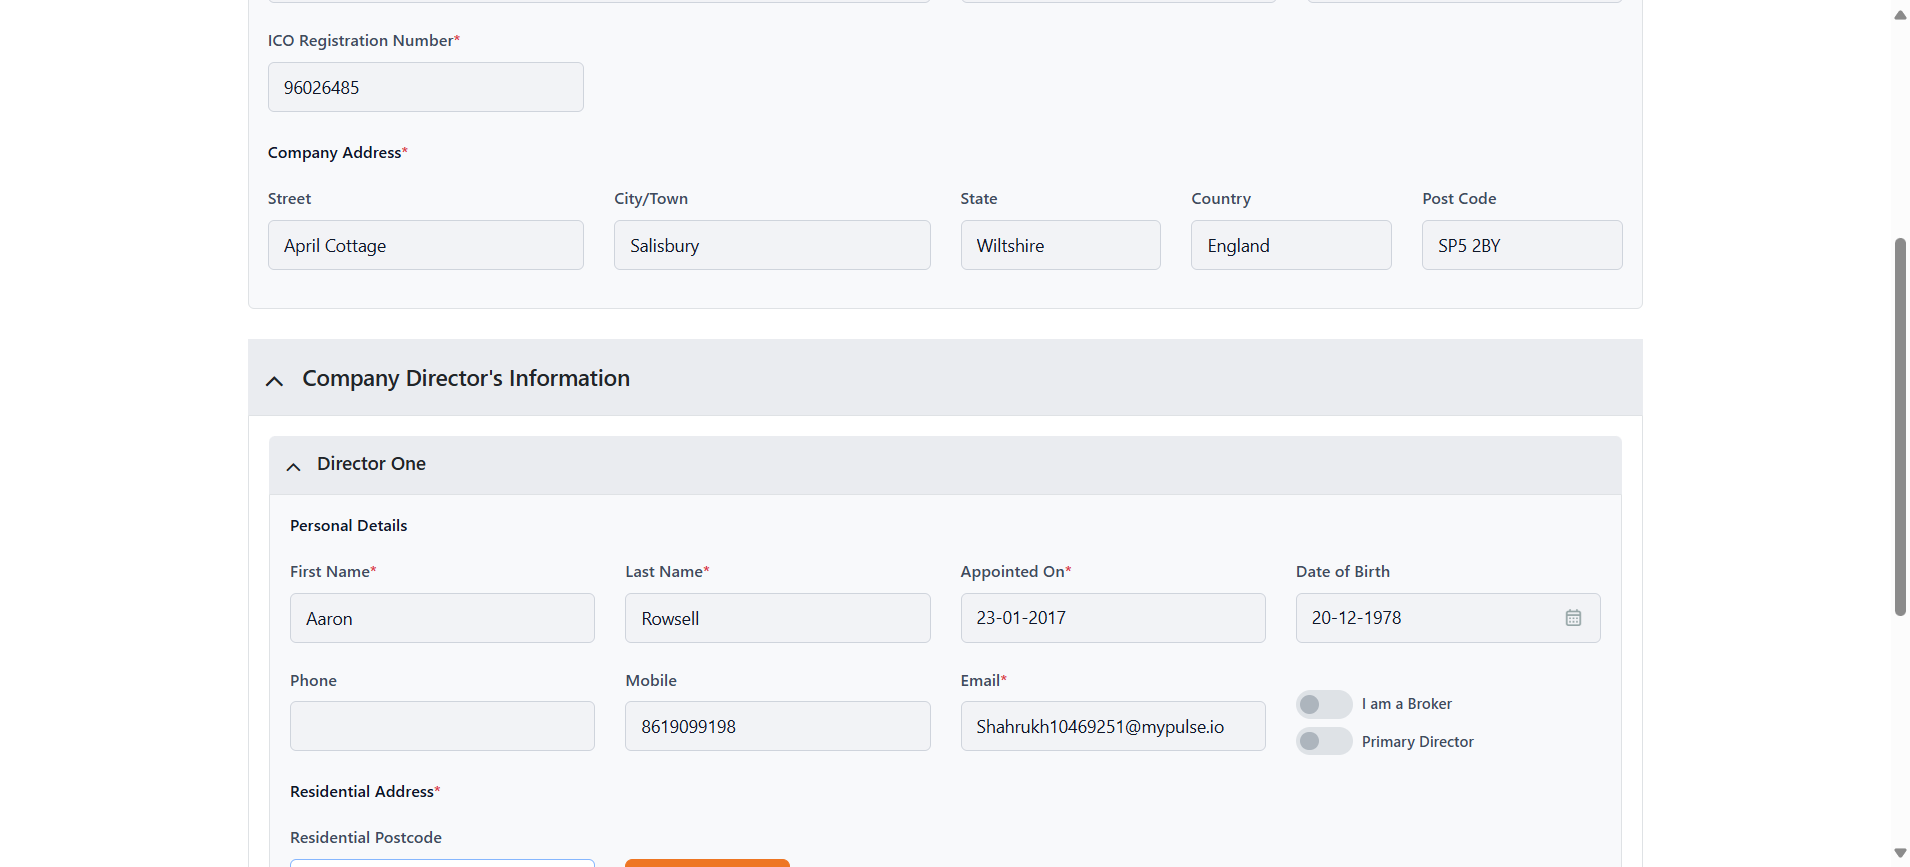 ICO Registration Number*
96026485
Company Address*
Street City/Town State Country Post Code
April Cottage Salisbury Wiltshire England SP5 2BY
Company Director's Information
Director One
Personal Details
First Name* Last Name* Appointed On* Date of Birth
Aaron Rowsell 23-01-2017 20-12-1978
Phone Mobile Email*
I am a Broker
8619099198 Shahrukh10469251@mypulse.io
Primary Director
Residential Address*
Residential Postcode